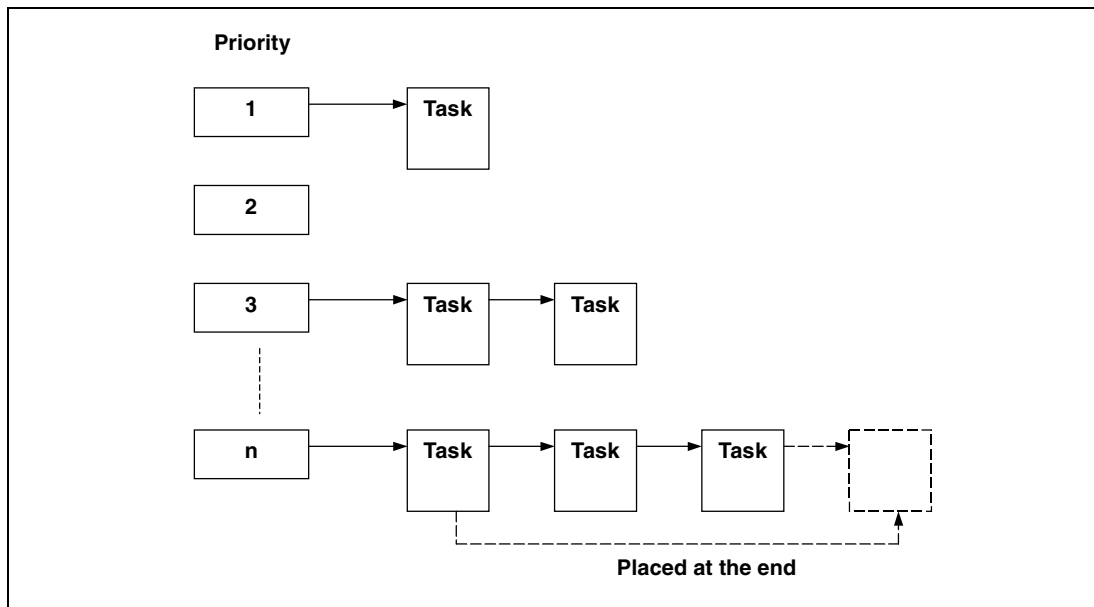 Priority
1
Task
2
3
Task
Task
n
Task
Task
Task
Placed at the end